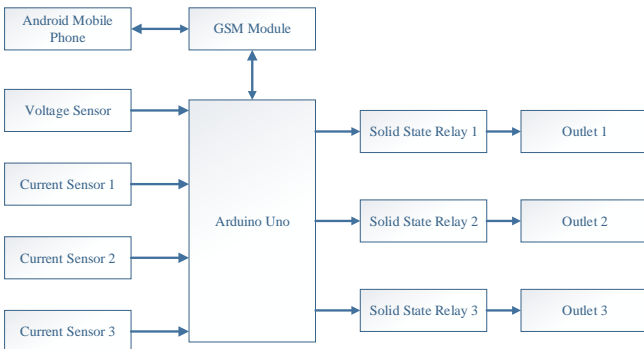 Android Mobile
Phone
GSM Module
Voltage Sensor
Solid State Relay 1
Outlet 1
Current Sensor 1
Arduino Uno
Solid State Relay 2
Outlet 2
Current Sensor 2
Solid State Relay 3
Outlet 3
Current Sensor 3